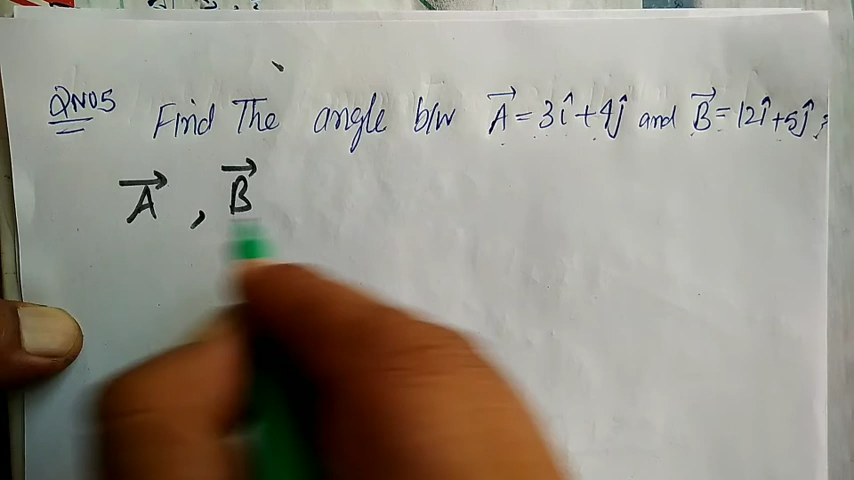 QNO5 Find The angle b/w A⃗ = 3î + 4ĵ and B⃗ = 12î + 5ĵ ;
A⃗ , B⃗